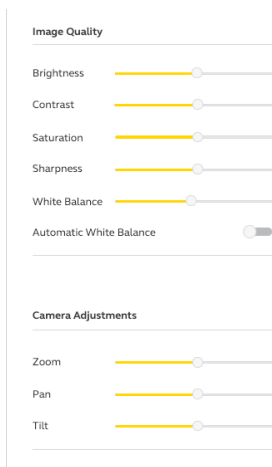 Image Quality
Brightness
Contrast
Saturation
Sharpness
White Balance
Automatic White Balance
Camera Adjustments
Zoom
Pan
Tilt